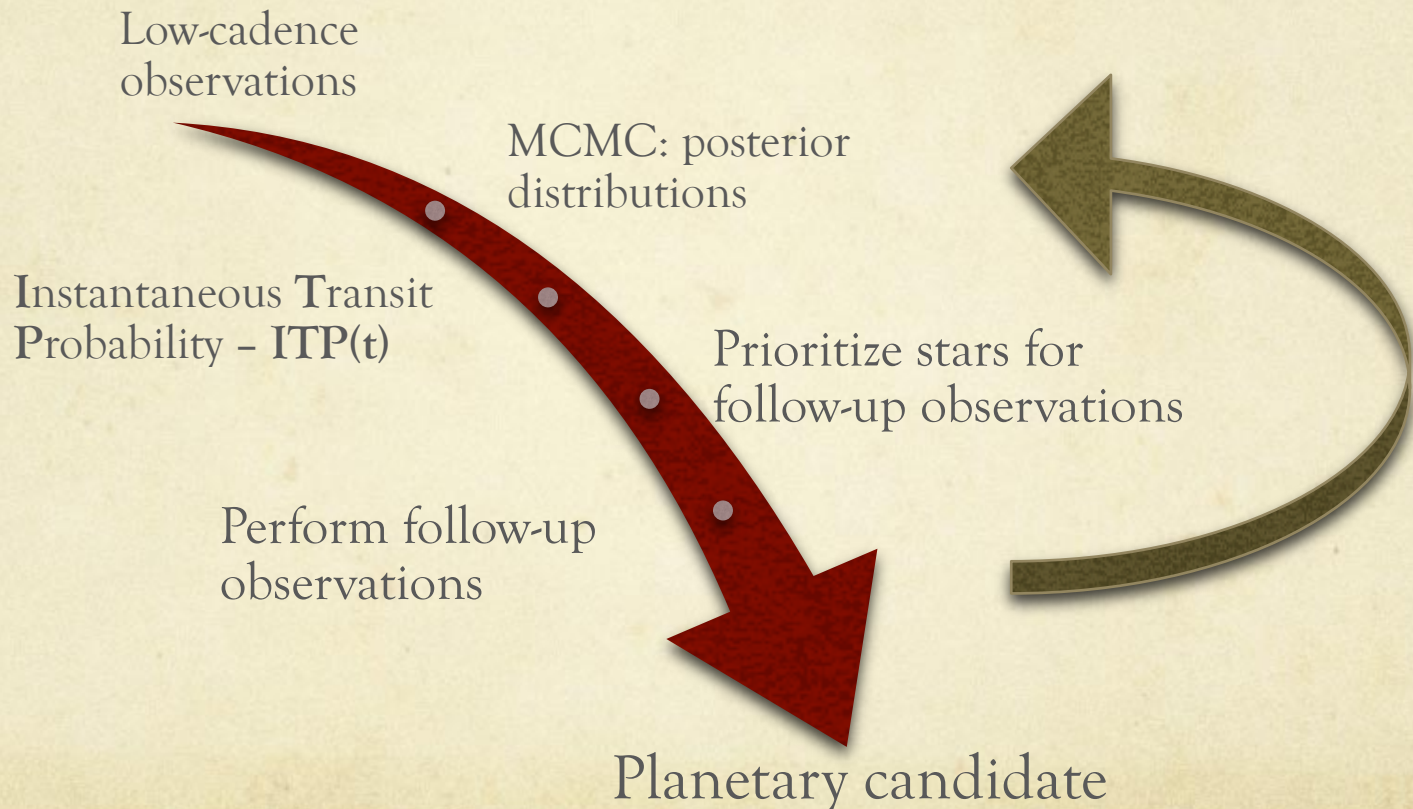 Low-cadence
observations
MCMC: posterior
distributions
Instantaneous Transit
Probability – ITP(t)
Prioritize stars for
follow-up observations
Perform follow-up
observations
Planetary candidate